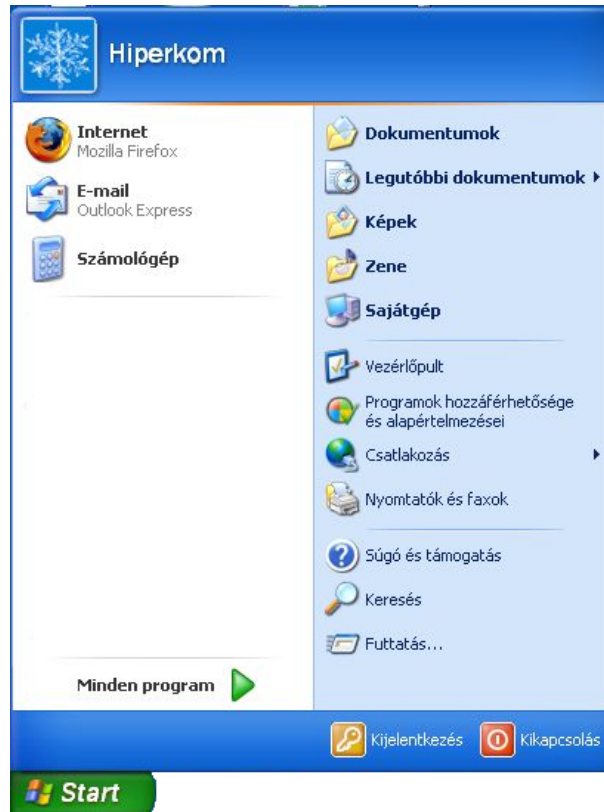 Hiperkom
Internet
Mozilla Firefox
E-mail
Outlook Express
Számológép
Minden program
Dokumentumok
Legutóbbi dokumentumok
Képek
Zene
Sajátgép
Vezérlőpult
Programok hozzáférhetősége
és alapértelmezései
Csatlakozás
Nyomtatók és faxok
Súgó és támogatás
Keresés
Futtatás...
Kijelentkezés
Kikapcsolás
Start